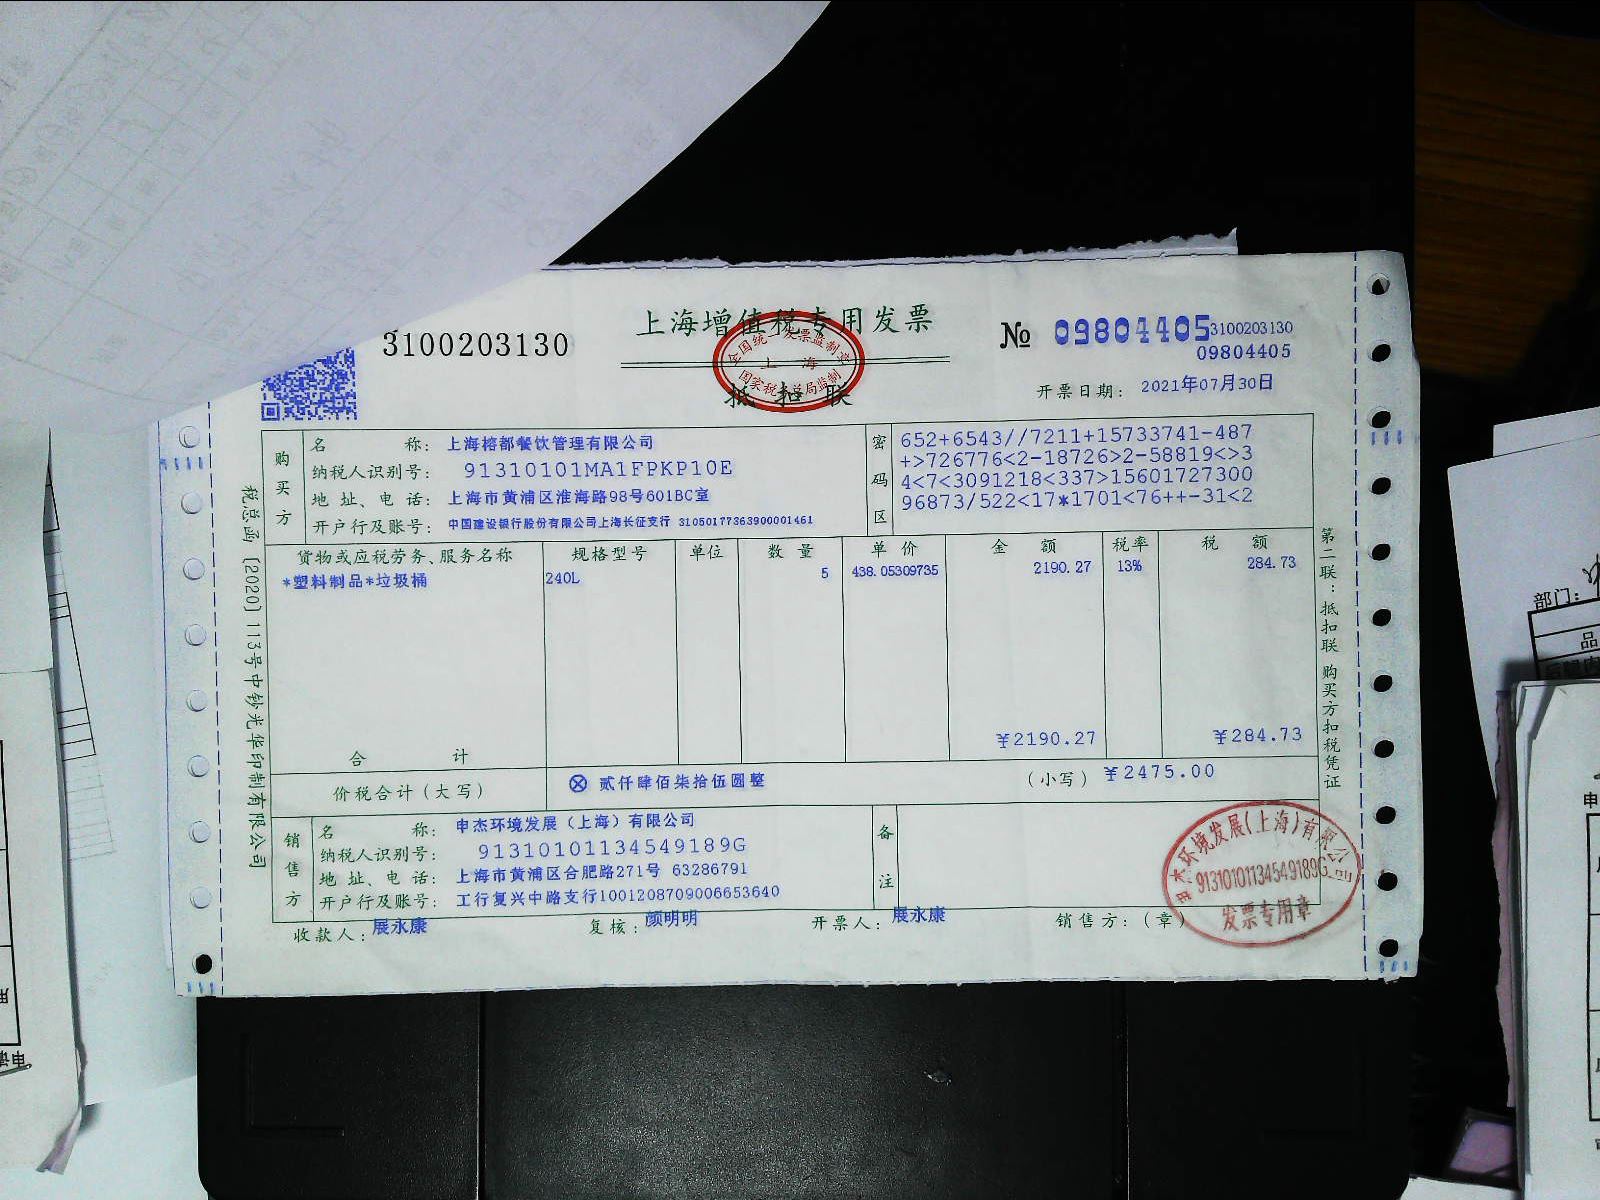 上海增值税专用发票
3100203130
№ 09804405
3100203130
09804405
全国统一发票监制章
上海
国家税务总局监制
抵扣联
开票日期： 2021年07月30日
购买方
名　　　　称： 上海榕都餐饮管理有限公司
纳税人识别号： 91310101MA1FPKP10E
地 址、电 话： 上海市黄浦区淮海路98号601BC室
开户行及账号： 中国建设银行股份有限公司上海长征支行 31050177363900001461
密码区
652+6543//7211+15733741-487
+>726776<2-18726>2-58819<>3
4<7<3091218<337>15601727300
96873/522<17*1701<76++-31<2
货物或应税劳务、服务名称 规格型号 单位 数 量 单 价 金 额 税率 税 额
*塑料制品*垃圾桶 240L 5 438.05309735 2190.27 13% 284.73
合 计 ￥2190.27 ￥284.73
价税合计（大写） ⊗ 贰仟肆佰柒拾伍圆整 （小写）￥2475.00
销售方
名　　　　称： 申杰环境发展（上海）有限公司
纳税人识别号： 91310101134549189G
地 址、电 话： 上海市黄浦区合肥路271号 63286791
开户行及账号： 工行复兴中路支行1001208709006653640
备注
收款人：展永康 复核：颜明明 开票人：展永康 销售方：（章）
申杰环境发展(上海)有限公司
91310101134549189G
发票专用章
税总函［2020］113号中钞光华印制有限公司
第二联：抵扣联 购买方扣税凭证
部门：
品
申
申请